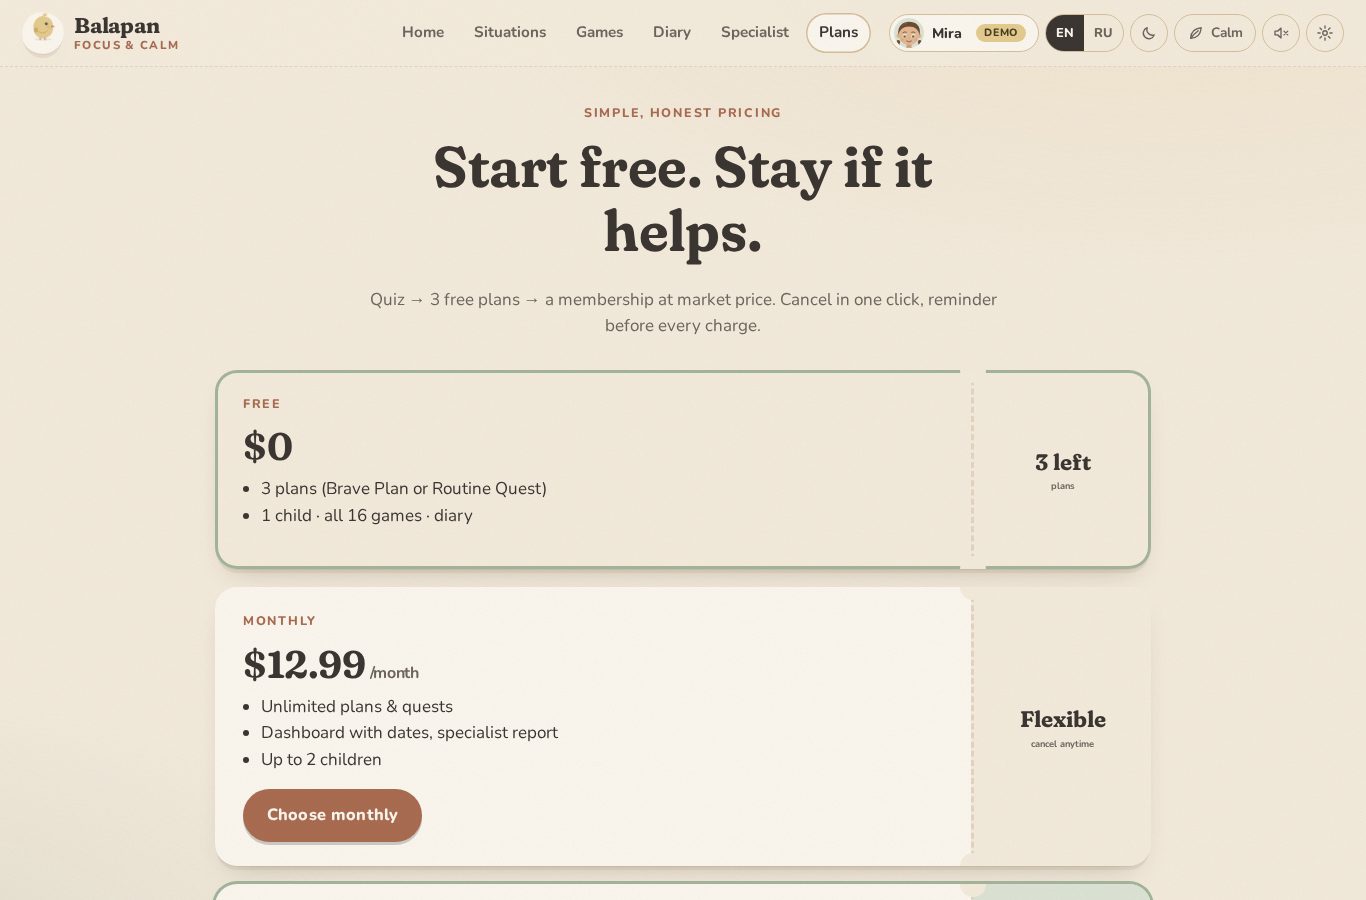 Balapan
FOCUS & CALM
Home
Situations
Games
Diary
Specialist
Plans
Mira
DEMO
EN
RU
Calm
SIMPLE, HONEST PRICING
Start free. Stay if it
helps.
Quiz → 3 free plans → a membership at market price. Cancel in one click, reminder
before every charge.
FREE
$0
• 3 plans (Brave Plan or Routine Quest)
• 1 child · all 16 games · diary
3 left
plans
MONTHLY
$12.99 /month
• Unlimited plans & quests
• Dashboard with dates, specialist report
• Up to 2 children
Choose monthly
Flexible
cancel anytime